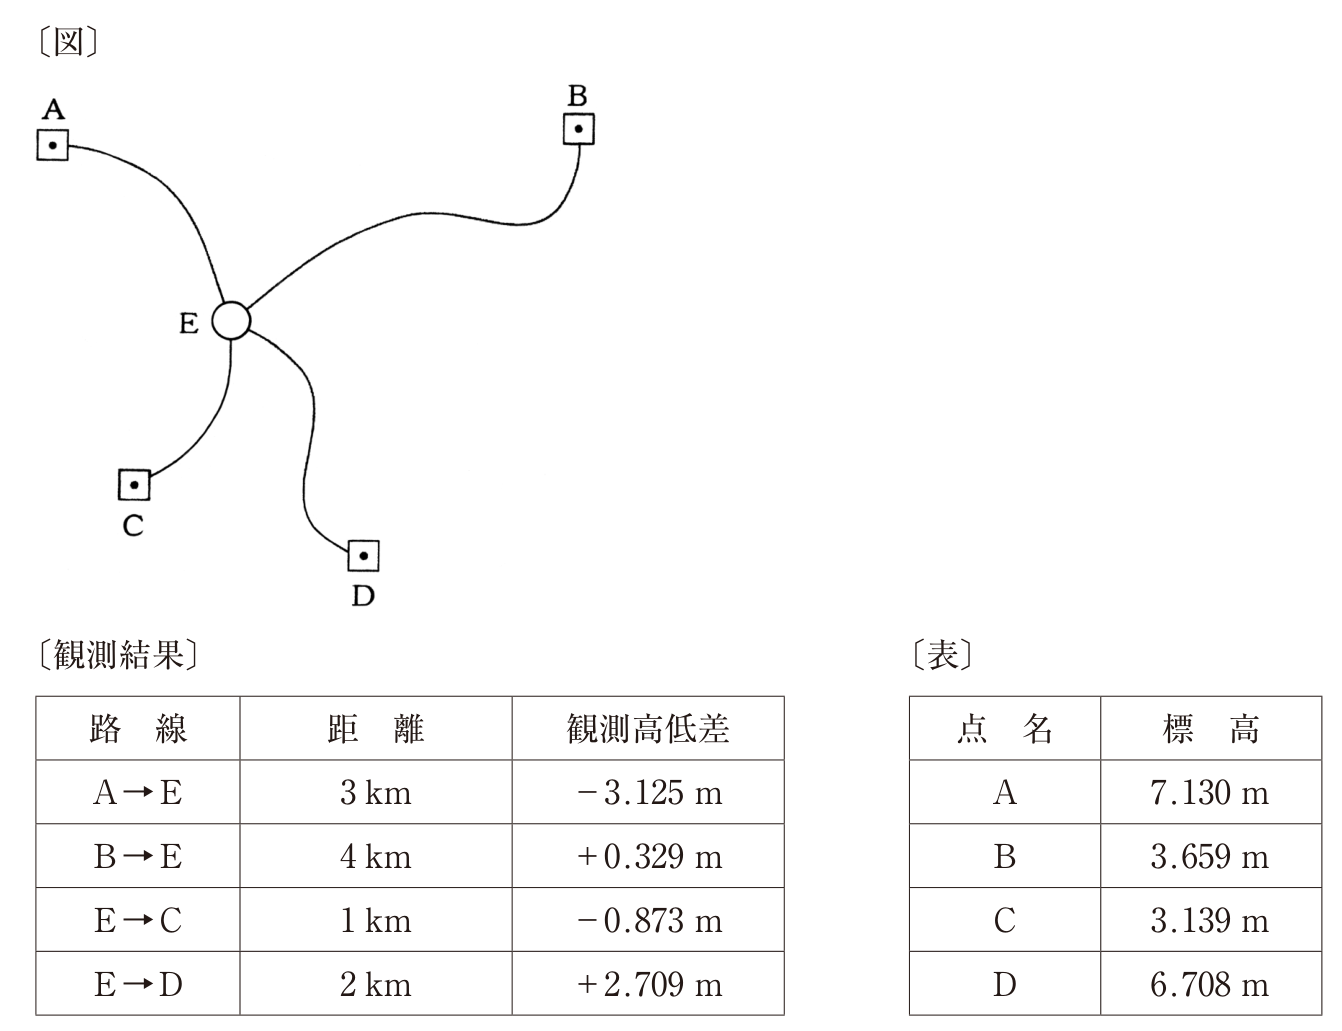 〔図〕
A
B
E
C
D
〔観測結果〕
路 線 距 離 観測高低差
A→E 3 km −3.125 m
B→E 4 km +0.329 m
E→C 1 km −0.873 m
E→D 2 km +2.709 m
〔表〕
点 名 標 高
A 7.130 m
B 3.659 m
C 3.139 m
D 6.708 m